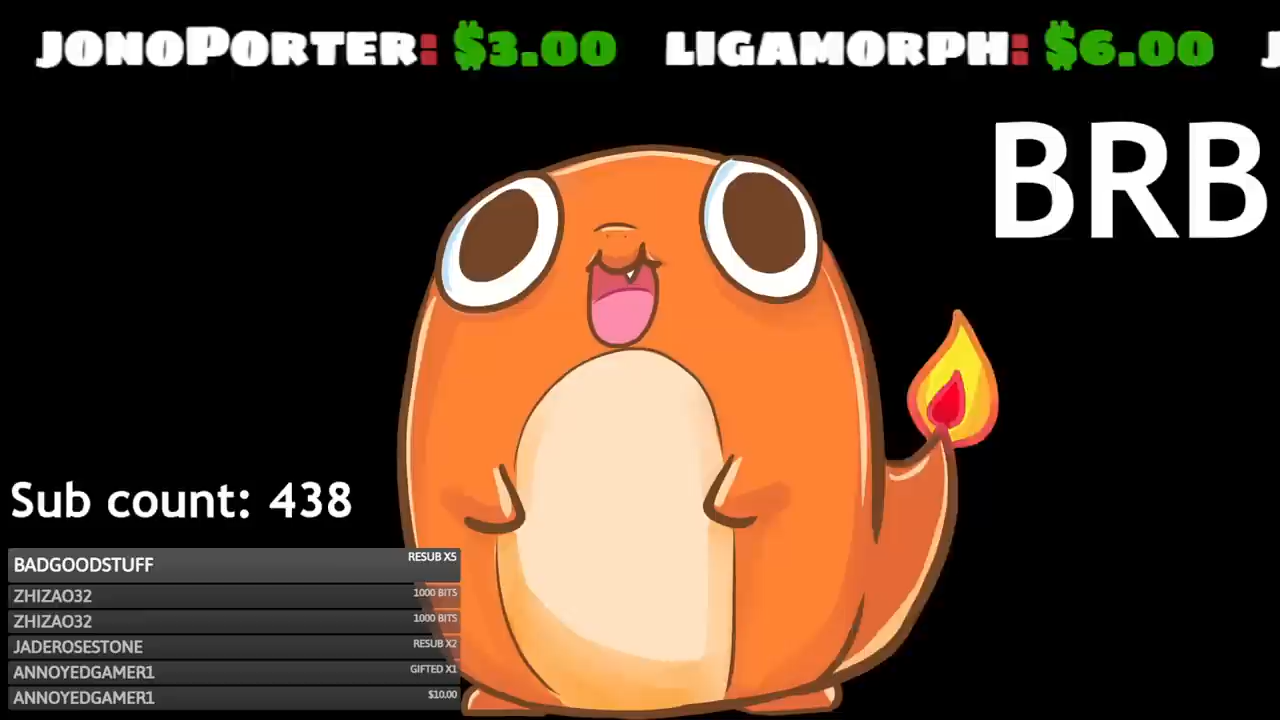 JONOPORTER: $3.00 LIGAMORPH: $6.00 J
BRB
Sub count: 438
BADGOODSTUFF RESUB X5
ZHIZAO32 1000 BITS
ZHIZAO32 1000 BITS
JADEROSESTONE RESUB X2
ANNOYEDGAMER1 GIFTED X1
ANNOYEDGAMER1 $10.00